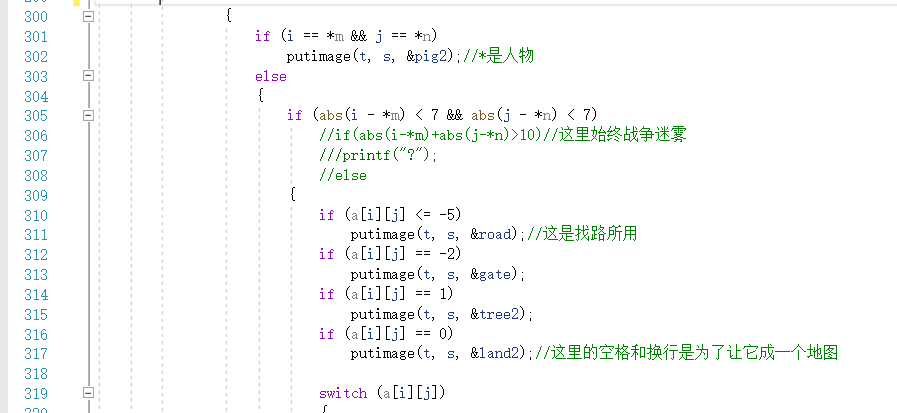 300 {
301 if (i == *m && j == *n)
302 putimage(t, s, &pig2);//*是人物
303 else
304 {
305 if (abs(i - *m) < 7 && abs(j - *n) < 7)
306 //if(abs(i-*m)+abs(j-*n)>10)//这里始终战争迷雾
307 ///printf("?");
308 //else
309 {
310 if (a[i][j] <= -5)
311 putimage(t, s, &road);//这是找路所用
312 if (a[i][j] == -2)
313 putimage(t, s, &gate);
314 if (a[i][j] == 1)
315 putimage(t, s, &tree2);
316 if (a[i][j] == 0)
317 putimage(t, s, &land2);//这里的空格和换行是为了让它成一个地图
318
319 switch (a[i][j])